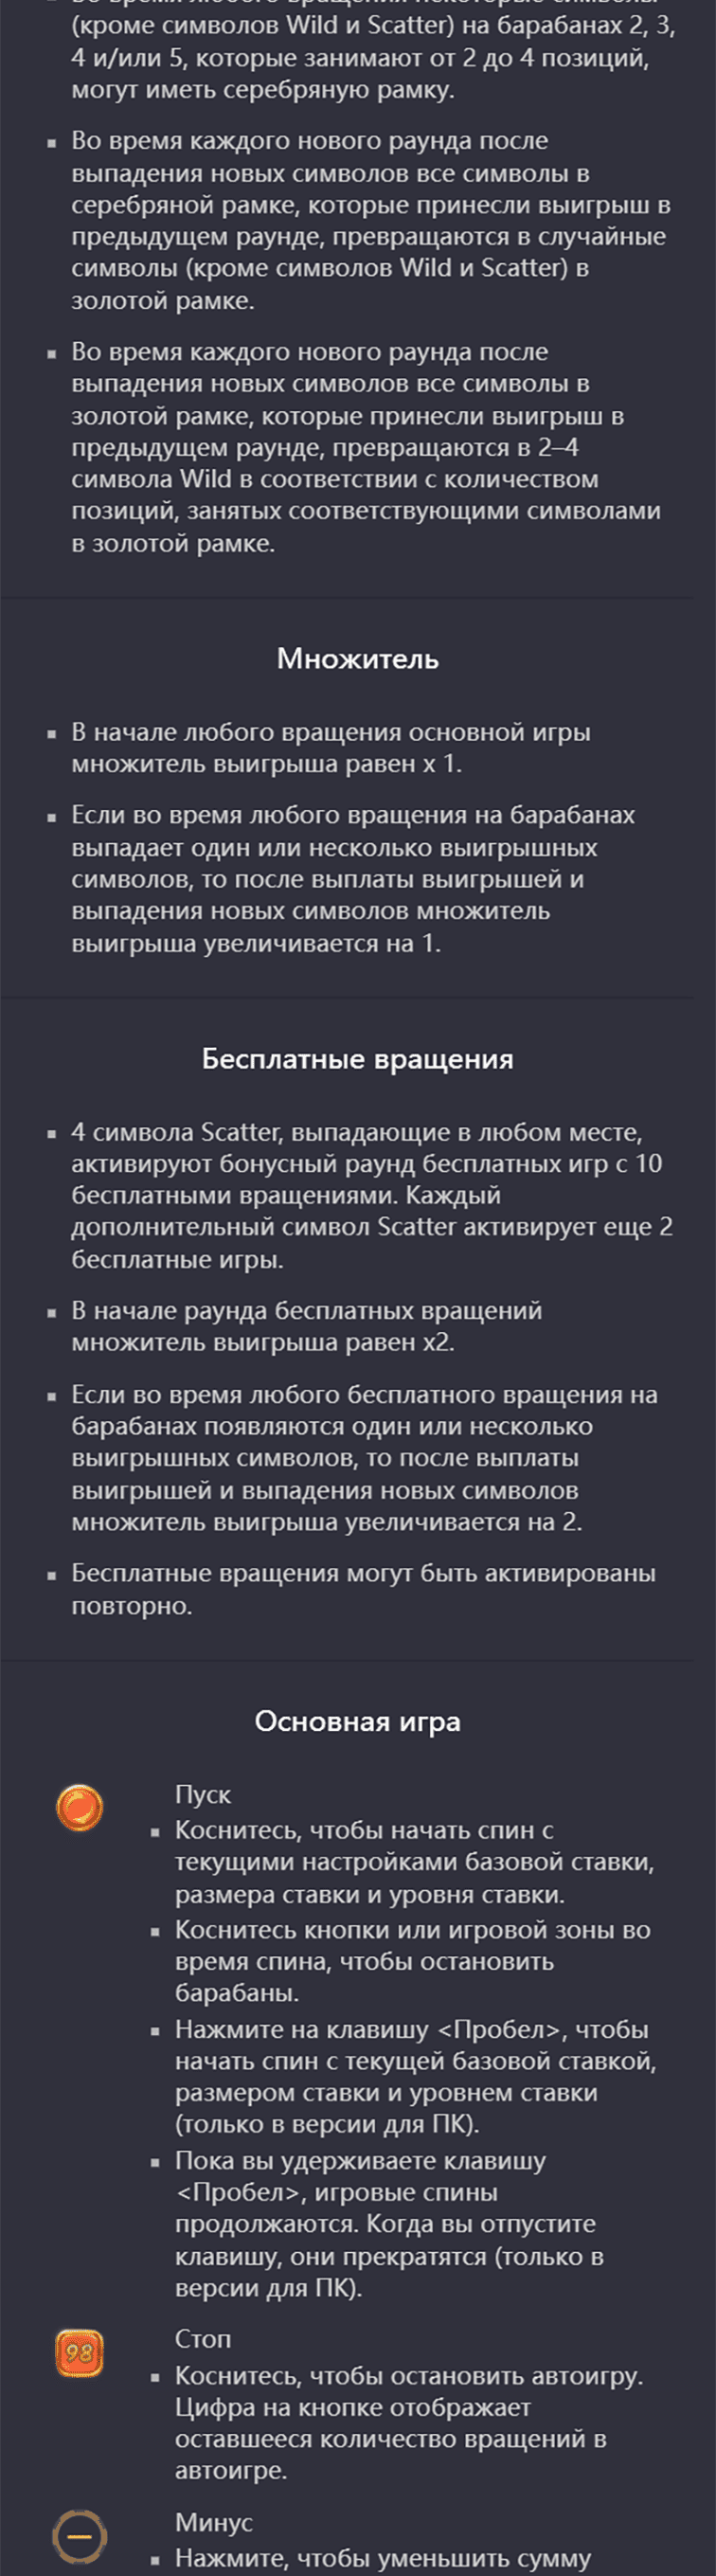 Во время любого вращения некоторые символы
(кроме символов Wild и Scatter) на барабанах 2, 3,
4 и/или 5, которые занимают от 2 до 4 позиций,
могут иметь серебряную рамку.
Во время каждого нового раунда после
выпадения новых символов все символы в
серебряной рамке, которые принесли выигрыш в
предыдущем раунде, превращаются в случайные
символы (кроме символов Wild и Scatter) в
золотой рамке.
Во время каждого нового раунда после
выпадения новых символов все символы в
золотой рамке, которые принесли выигрыш в
предыдущем раунде, превращаются в 2–4
символа Wild в соответствии с количеством
позиций, занятых соответствующими символами
в золотой рамке.
Множитель
В начале любого вращения основной игры
множитель выигрыша равен x 1.
Если во время любого вращения на барабанах
выпадает один или несколько выигрышных
символов, то после выплаты выигрышей и
выпадения новых символов множитель
выигрыша увеличивается на 1.
Бесплатные вращения
4 символа Scatter, выпадающие в любом месте,
активируют бонусный раунд бесплатных игр с 10
бесплатными вращениями. Каждый
дополнительный символ Scatter активирует еще 2
бесплатные игры.
В начале раунда бесплатных вращений
множитель выигрыша равен x2.
Если во время любого бесплатного вращения на
барабанах появляются один или несколько
выигрышных символов, то после выплаты
выигрышей и выпадения новых символов
множитель выигрыша увеличивается на 2.
Бесплатные вращения могут быть активированы
повторно.
Основная игра
Пуск
Коснитесь, чтобы начать спин с
текущими настройками базовой ставки,
размера ставки и уровня ставки.
Коснитесь кнопки или игровой зоны во
время спина, чтобы остановить
барабаны.
Нажмите на клавишу <Пробел>, чтобы
начать спин с текущей базовой ставкой,
размером ставки и уровнем ставки
(только в версии для ПК).
Пока вы удерживаете клавишу
<Пробел>, игровые спины
продолжаются. Когда вы отпустите
клавишу, они прекратятся (только в
версии для ПК).
98
Стоп
Коснитесь, чтобы остановить автоигру.
Цифра на кнопке отображает
оставшееся количество вращений в
автоигре.
Минус
Нажмите, чтобы уменьшить сумму